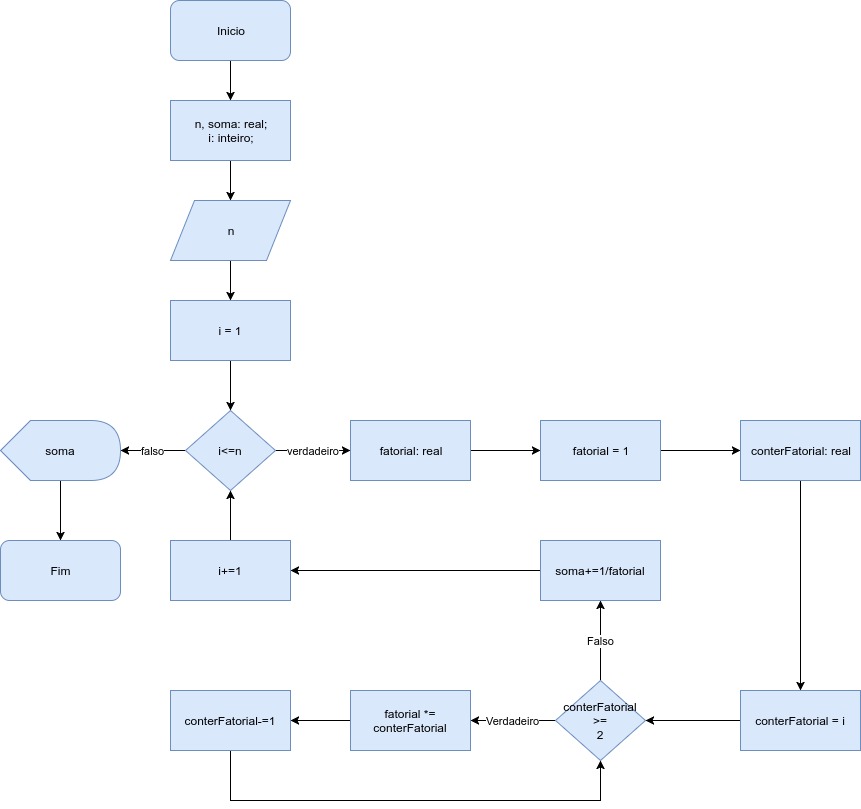 Inicio
n, soma: real;
i: inteiro;
n
i = 1
soma
falso
i<=n
verdadeiro
fatorial: real
fatorial = 1
conterFatorial: real
Fim
i+=1
soma+=1/fatorial
Falso
conterFatorial-=1
fatorial *=
conterFatorial
Verdadeiro
conterFatorial
>=
2
conterFatorial = i